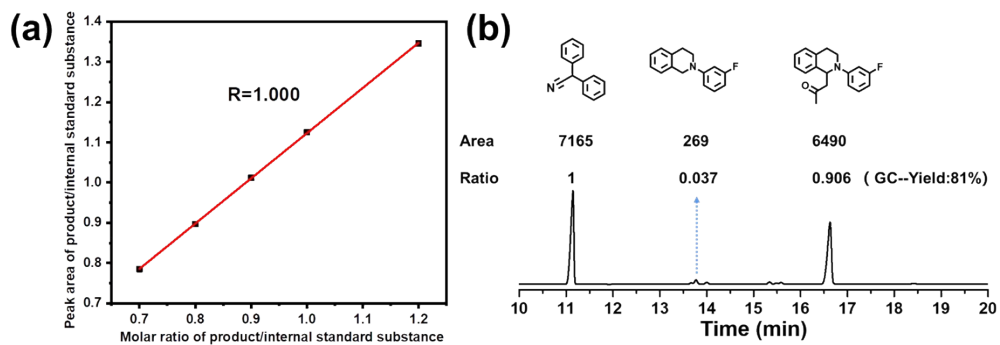 (a)
Peak area of product/internal standard substance
1.4
1.3
1.2
1.1
1.0
0.9
0.8
0.7
R=1.000
0.7 0.8 0.9 1.0 1.1 1.2
Molar ratio of product/internal standard substance
(b)
N
N
F
N
F
O
Area 7165 269 6490
Ratio 1 0.037 0.906 ( GC--Yield:81%)
10 11 12 13 14 15 16 17 18 19 20
Time (min)